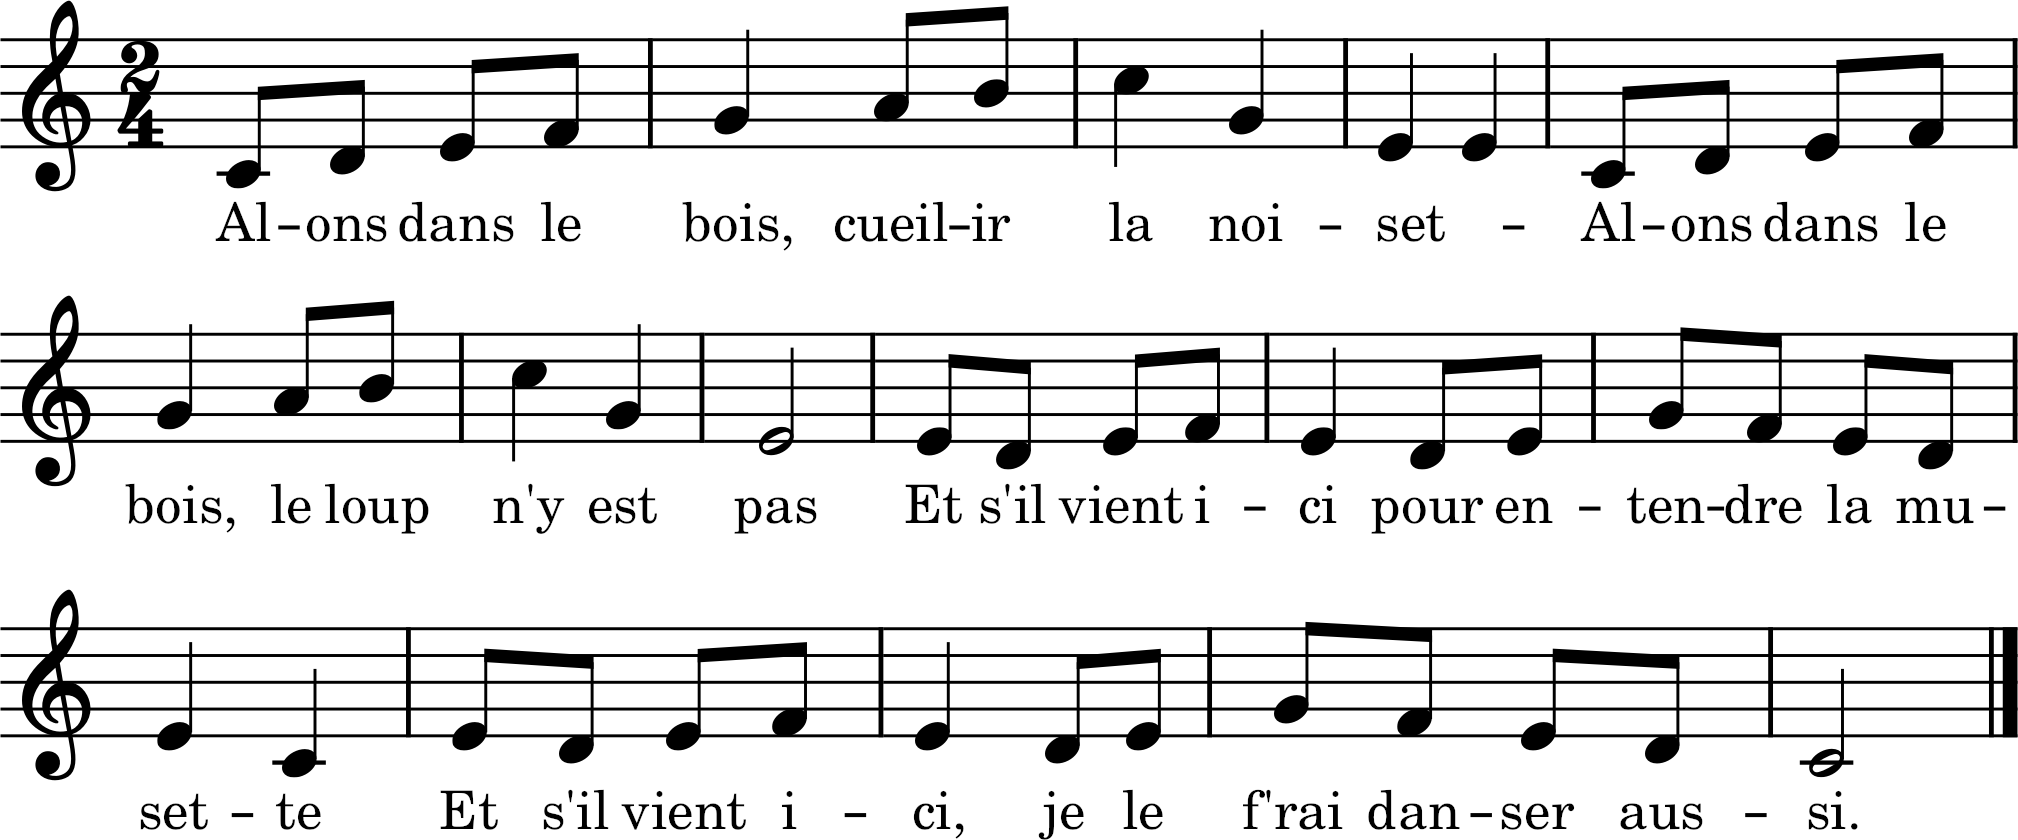 Al–ons dans le bois, cueil–ir la noi – set – Al–ons dans le
bois, le loup n'y est pas Et s'il vient i – ci pour en – ten–dre la mu –
set – te Et s'il vient i – ci, je le f'rai dan–ser aus – si.